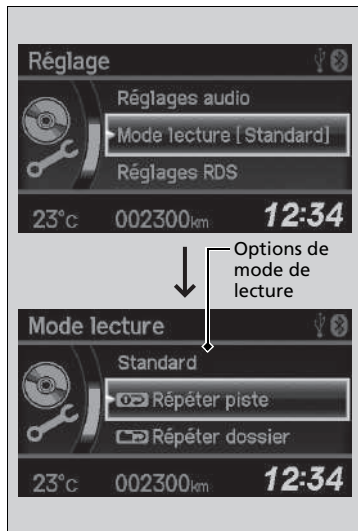 Réglage
Réglages audio
Mode lecture [Standard]
Réglages RDS
23°c 002300km 12:34
Options de
mode de
lecture
Mode lecture
Standard
Répéter piste
Répéter dossier
23°c 002300km 12:34